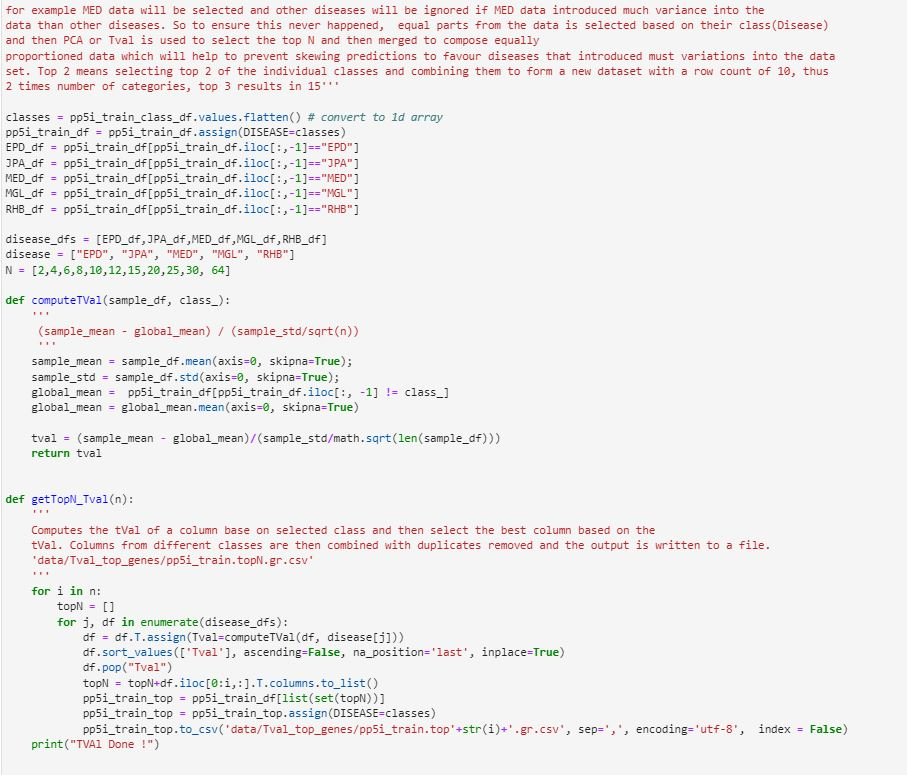 for example MED data will be selected and other diseases will be ignored if MED data introduced much variance into the
data than other diseases. So to ensure this never happened,  equal parts from the data is selected based on their class(Disease)
and then PCA or Tval is used to select the top N and then merged to compose equally
proportioned data which will help to prevent skewing predictions to favour diseases that introduced must variations into the data
set. Top 2 means selecting top 2 of the individual classes and combining them to form a new dataset with a row count of 10, thus
2 times number of categories, top 3 results in 15'''
classes = pp5i_train_class_df.values.flatten() # convert to 1d array
pp5i_train_df = pp5i_train_df.assign(DISEASE=classes)
EPD_df = pp5i_train_df[pp5i_train_df.iloc[:,-1]=="EPD"]
JPA_df = pp5i_train_df[pp5i_train_df.iloc[:,-1]=="JPA"]
MED_df = pp5i_train_df[pp5i_train_df.iloc[:,-1]=="MED"]
MGL_df = pp5i_train_df[pp5i_train_df.iloc[:,-1]=="MGL"]
RHB_df = pp5i_train_df[pp5i_train_df.iloc[:,-1]=="RHB"]
disease_dfs = [EPD_df,JPA_df,MED_df,MGL_df,RHB_df]
disease = ["EPD", "JPA", "MED", "MGL", "RHB"]
N = [2,4,6,8,10,12,15,20,25,30, 64]
def computeTVal(sample_df, class_):
    '''
     (sample_mean - global_mean) / (sample_std/sqrt(n))
     '''
    sample_mean = sample_df.mean(axis=0, skipna=True);
    sample_std = sample_df.std(axis=0, skipna=True);
    global_mean =  pp5i_train_df[pp5i_train_df.iloc[:, -1] != class_]
    global_mean = global_mean.mean(axis=0, skipna=True)
    tval = (sample_mean - global_mean)/(sample_std/math.sqrt(len(sample_df)))
    return tval
def getTopN_Tval(n):
    '''
    Computes the tVal of a column base on selected class and then select the best column based on the
    tVal. Columns from different classes are then combined with duplicates removed and the output is written to a file.
    'data/Tval_top_genes/pp5i_train.topN.gr.csv'
    '''
    for i in n:
        topN = []
        for j, df in enumerate(disease_dfs):
            df = df.T.assign(Tval=computeTVal(df, disease[j]))
            df.sort_values(['Tval'], ascending=False, na_position='last', inplace=True)
            df.pop("Tval")
            topN = topN+df.iloc[0:i,:].T.columns.to_list()
            pp5i_train_top = pp5i_train_df[list(set(topN))]
            pp5i_train_top = pp5i_train_top.assign(DISEASE=classes)
            pp5i_train_top.to_csv('data/Tval_top_genes/pp5i_train.top'+str(i)+'.gr.csv', sep=',', encoding='utf-8',  index = False)
    print("TVAl Done !")